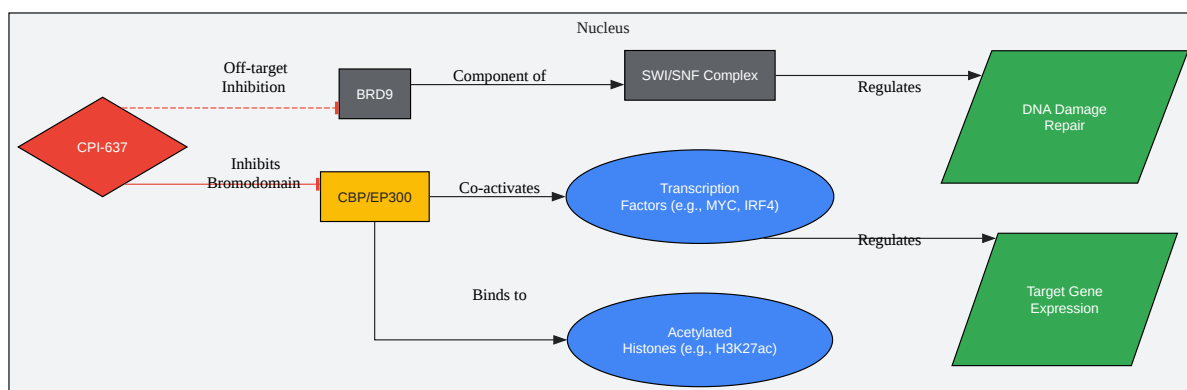 Nucleus
Off-target
Inhibition
BRD9
Component of
SWI/SNF Complex
Regulates
DNA Damage
Repair
CPI-637
Inhibits
Bromodomain
CBP/EP300
Co-activates
Transcription
Factors (e.g., MYC, IRF4)
Regulates
Target Gene
Expression
Binds to
Acetylated
Histones (e.g., H3K27ac)